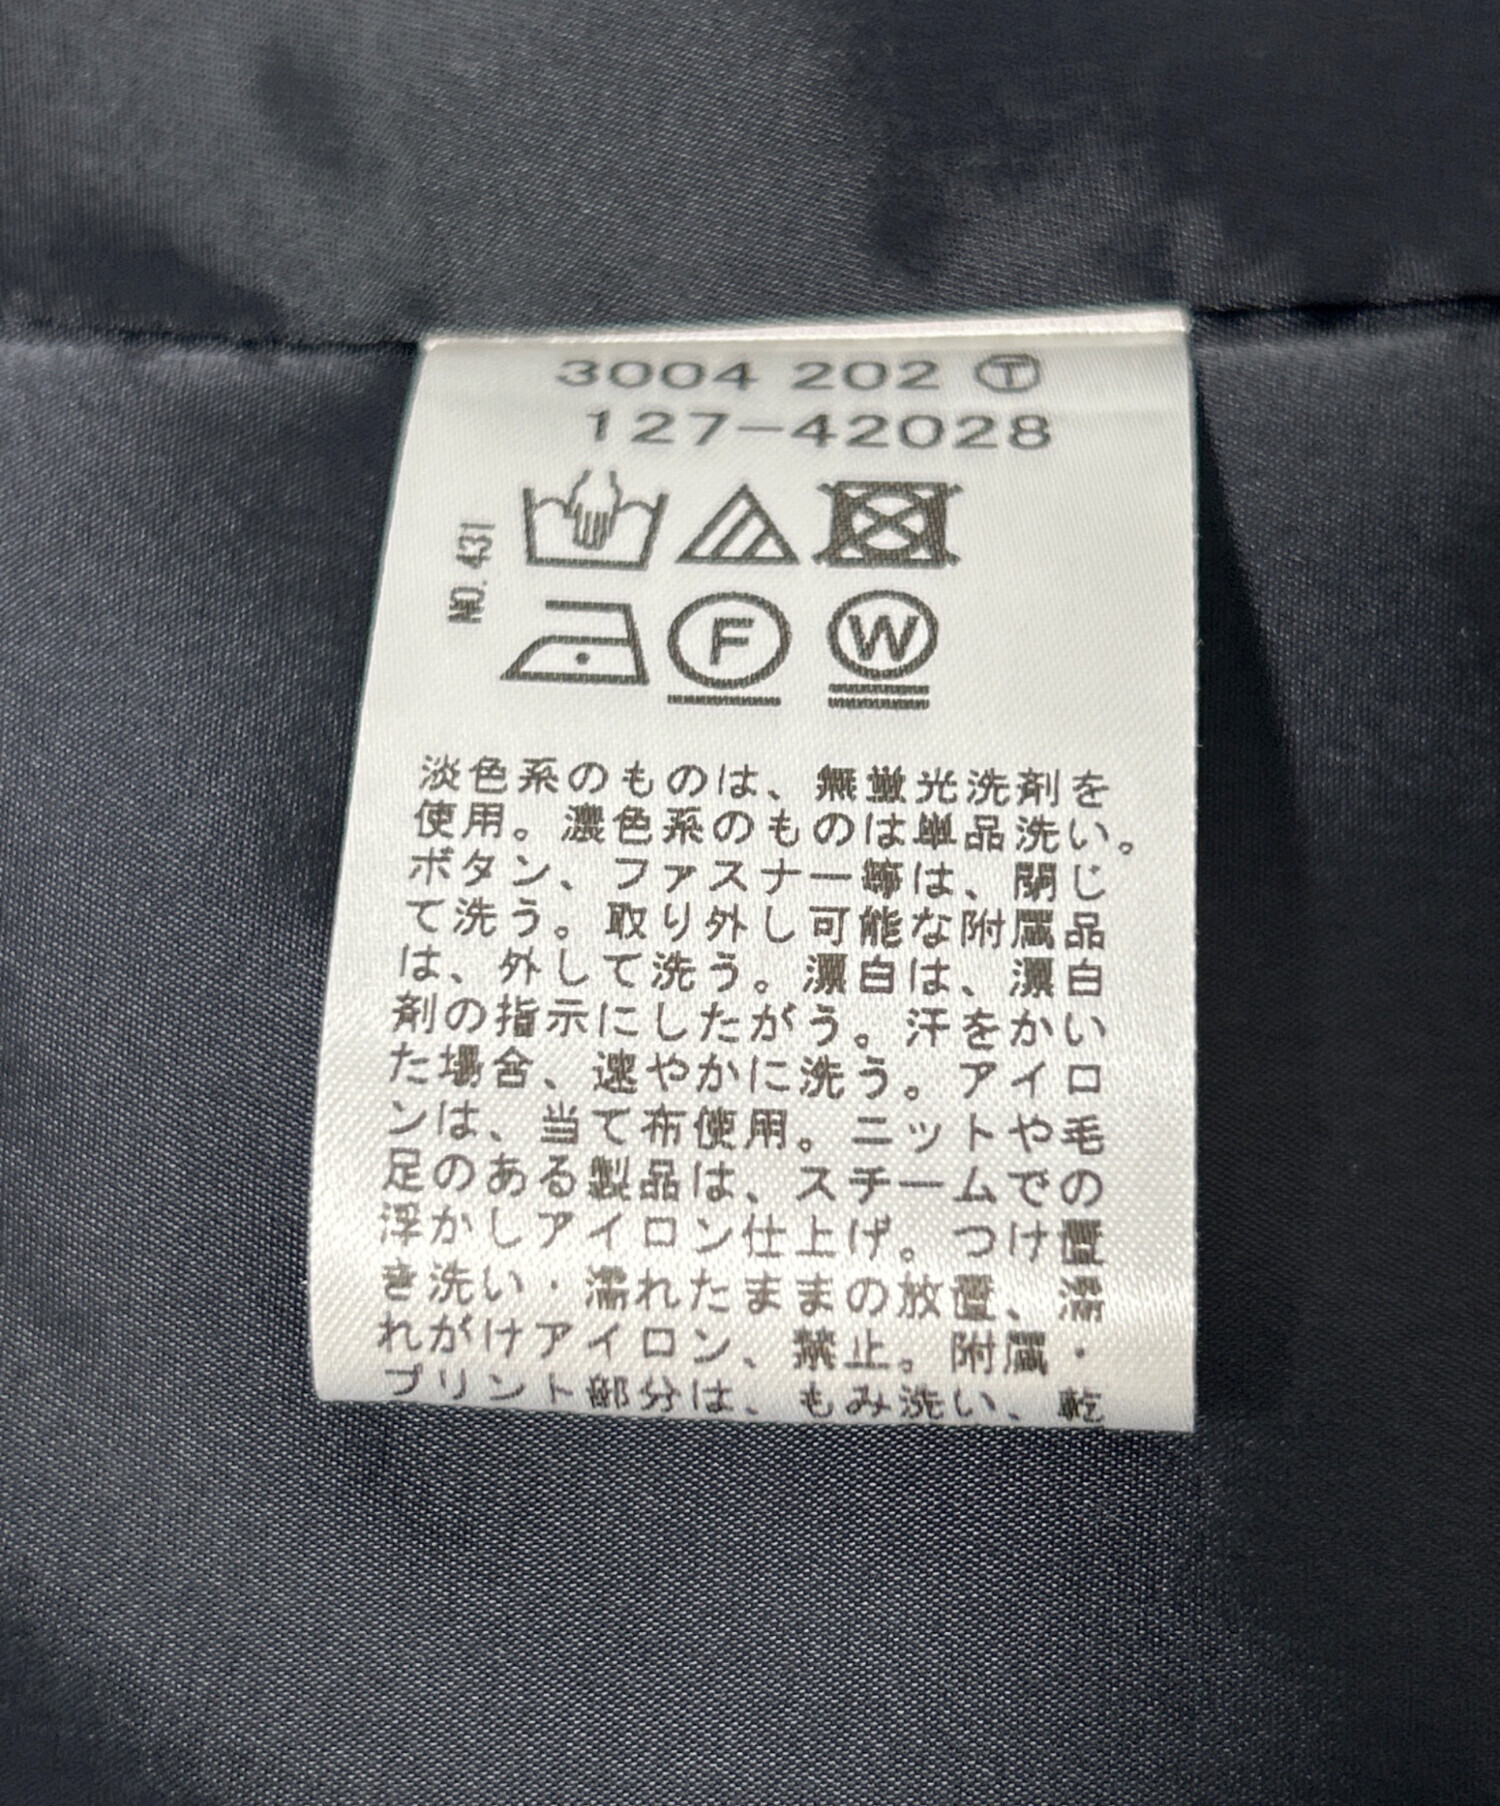 3004 202 Ⓣ
127-42028
NO. 431
F
W
淡色系のものは、無蛍光洗剤を
使用。濃色系のものは単品洗い。
ボタン、ファスナー等は、閉じ
て洗う。取り外し可能な附属品
は、外して洗う。漂白は、漂白
剤の指示にしたがう。汗をかい
た場合、速やかに洗う。アイロ
ンは、当て布使用。ニットや毛
足のある製品は、スチームでの
浮かしアイロン仕上げ。つけ置
き洗い・濡れたままの放置、濡
れがけアイロン、禁止。附属・
プリント部分は、もみ洗い、乾